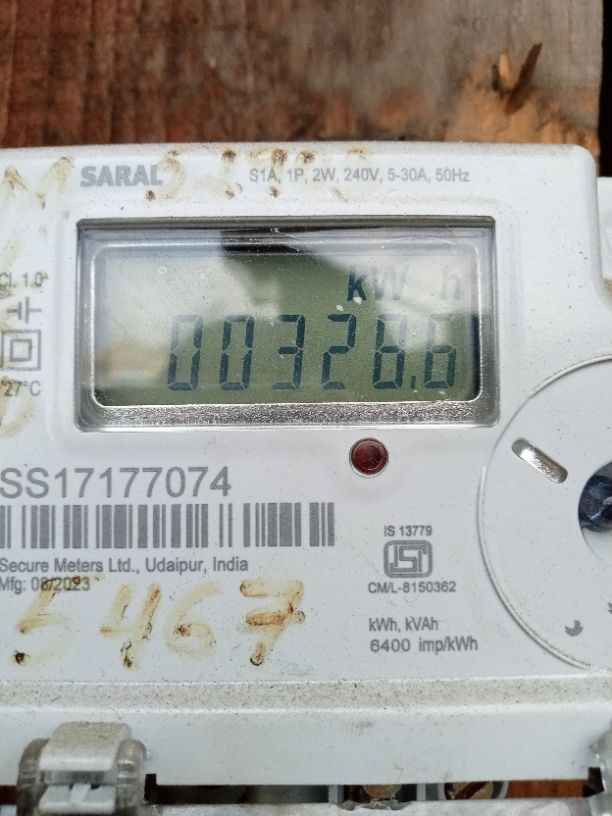 SARAL
S1A, 1P, 2W, 240V, 5-30A, 50Hz
Cl. 1.0
kW h
00326.6
27°C
SS17177074
IS 13779
Secure Meters Ltd., Udaipur, India
Mfg: 08/2023
CM/L-8150362
kWh, kVAh
6400 imp/kWh
5467